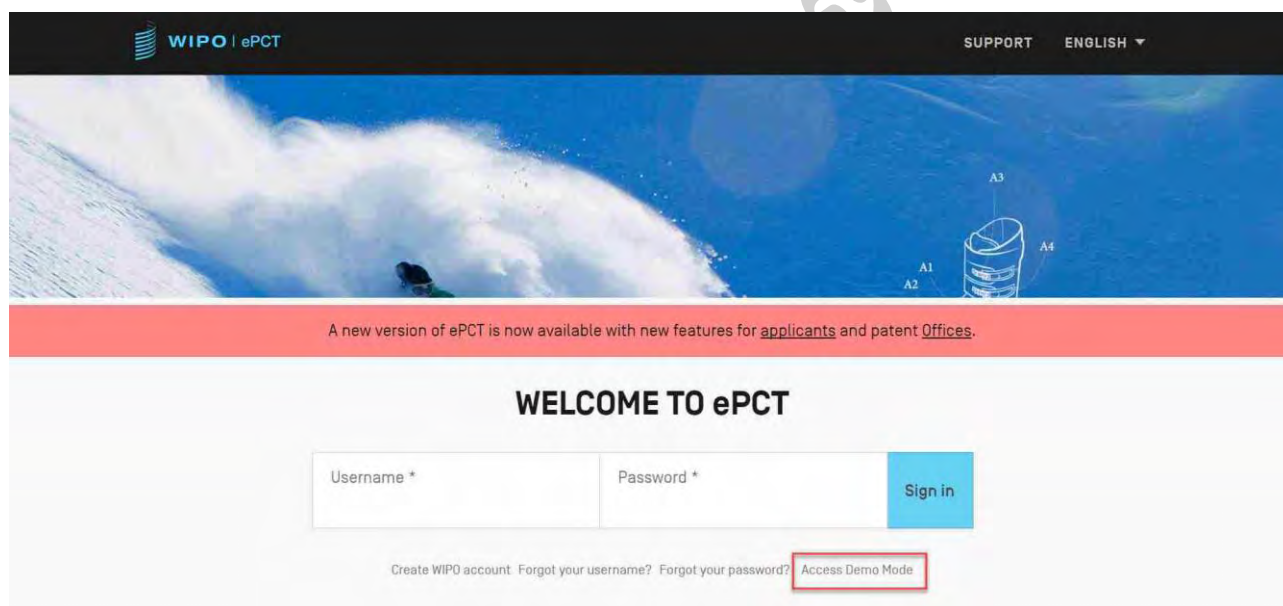 WIPO | ePCT
SUPPORT ENGLISH
A3
A4
A1
A2
A new version of ePCT is now available with new features for applicants and patent Offices.
WELCOME TO ePCT
Username * Password * Sign in
Create WIPO account Forgot your username? Forgot your password? Access Demo Mode